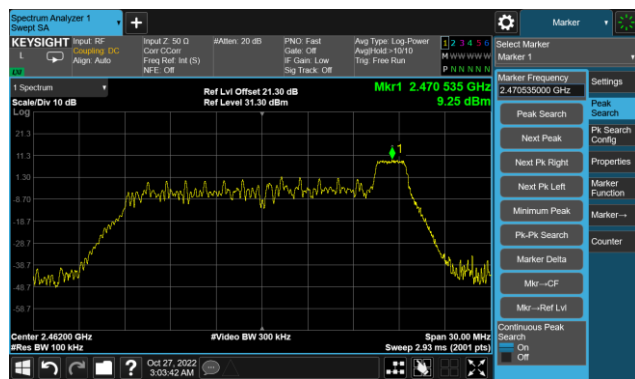 Spectrum Analyzer 1
Swept SA
Marker
KEYSIGHT
L
Input: RF
Coupling: DC
Align: Auto
Input Z: 50 Ω
Corr CCorr
Freq Ref: Int (S)
NFE: Off
#Atten: 20 dB
PNO: Fast
Gate: Off
IF Gain: Low
Sig Track: Off
Avg Type: Log-Power
Avg|Hold:>10/10
Trig: Free Run
1 2 3 4 5 6
M W W W W W
P N N N N N
Select Marker
Marker 1
1 Spectrum
Scale/Div 10 dB
Log
Ref Lvl Offset 21.30 dB
Ref Level 31.30 dBm
Mkr1 2.470 535 GHz
9.25 dBm
21.3
11.3
1.30
-8.70
-18.7
-28.7
-38.7
-48.7
-58.7
1
Center 2.46200 GHz
#Res BW 100 kHz
#Video BW 300 kHz
Span 30.00 MHz
Sweep 2.93 ms (2001 pts)
Marker Frequency
2.470535000 GHz
Peak Search
Next Peak
Next Pk Right
Next Pk Left
Minimum Peak
Pk-Pk Search
Marker Delta
Mkr→CF
Mkr→Ref Lvl
Continuous Peak
Search
On
Off
Settings
Peak
Search
Pk Search
Config
Properties
Marker
Function
Marker→
Counter
?
Oct 27, 2022
3:03:42 AM